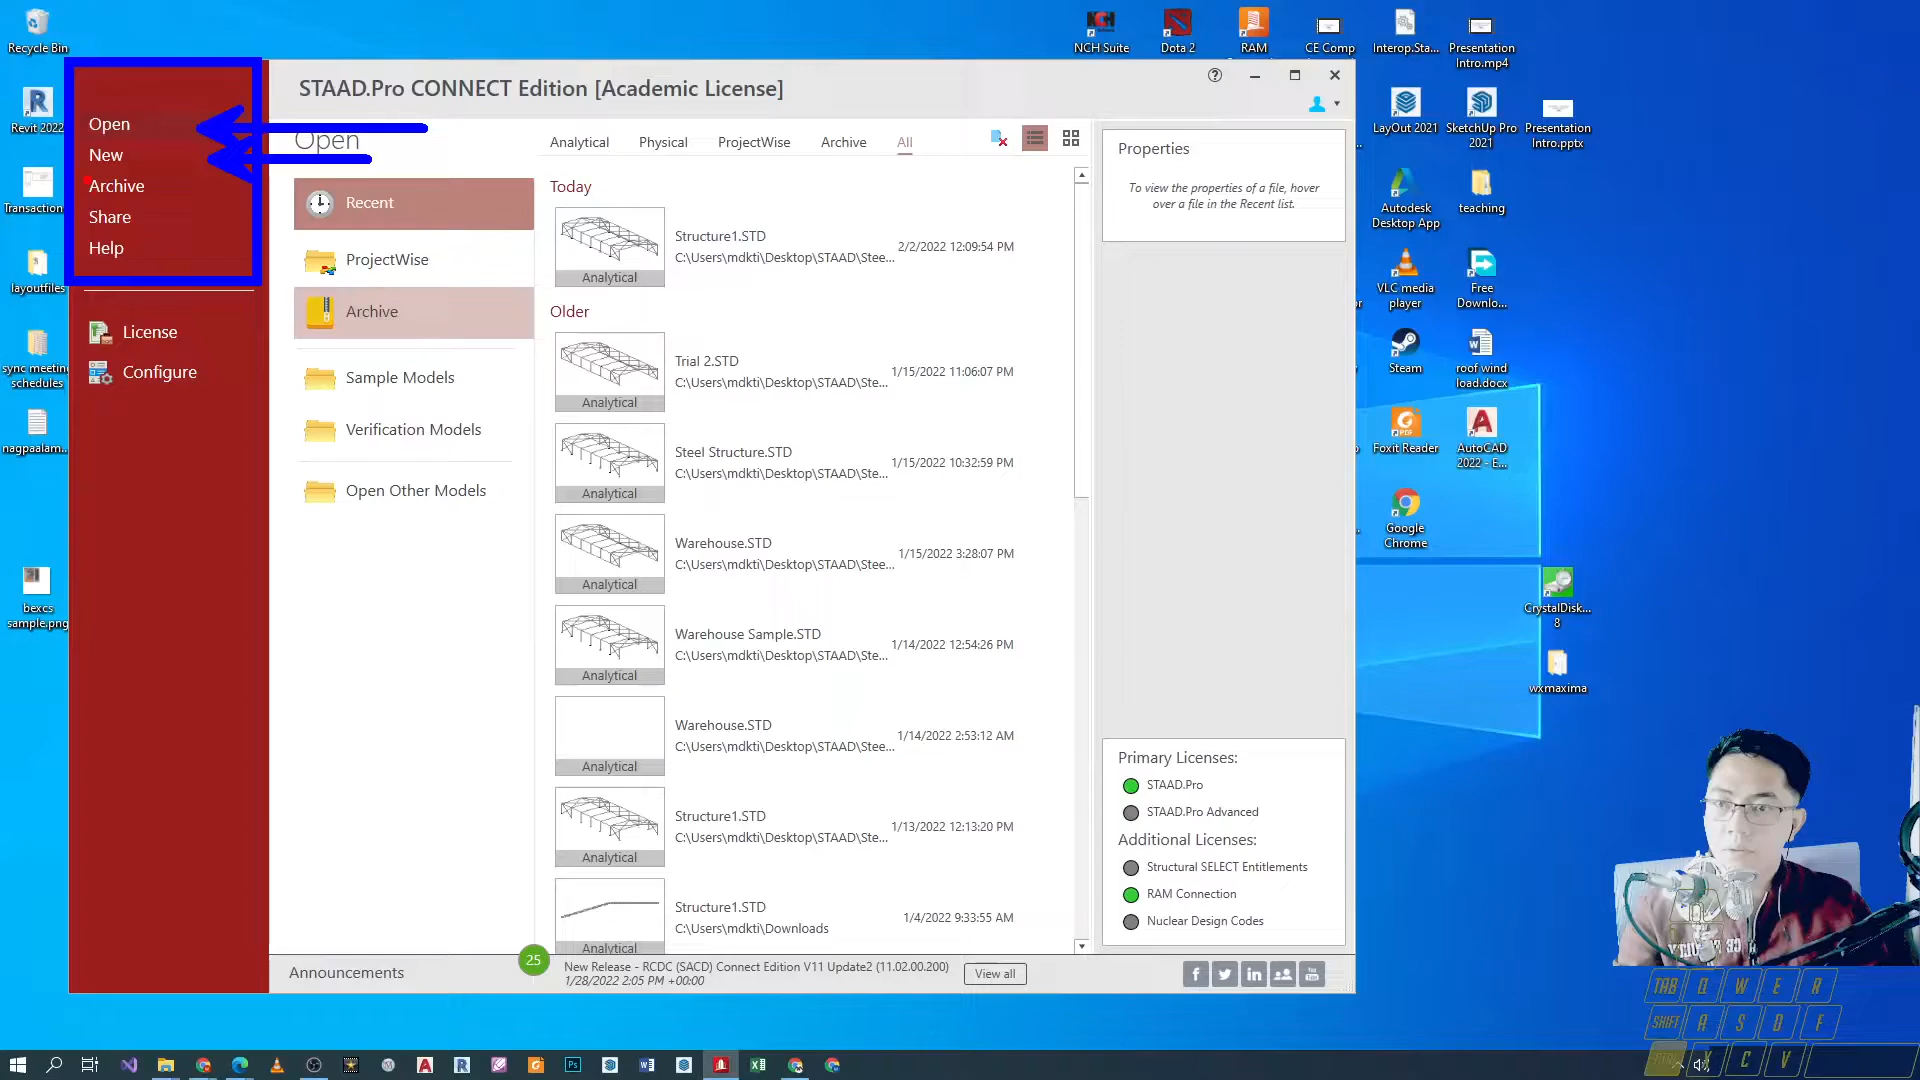 Recycle Bin
Revit 2022
Transaction
layoutfiles
sync meeting
schedules
nagpaalam...
bexcs
sample.png
Open
New
Archive
Share
Help
License
Configure
STAAD.Pro CONNECT Edition [Academic License]
Open
Recent
ProjectWise
Archive
Sample Models
Verification Models
Open Other Models
Analytical
Physical
ProjectWise
Archive
All
Today
Structure1.STD
C:\Users\mdkti\Desktop\STAAD\Stee...
2/2/2022 12:09:54 PM
Analytical
Older
Trial 2.STD
C:\Users\mdkti\Desktop\STAAD\Ste...
1/15/2022 11:06:07 PM
Analytical
Steel Structure.STD
C:\Users\mdkti\Desktop\STAAD\Ste...
1/15/2022 10:32:59 PM
Analytical
Warehouse.STD
C:\Users\mdkti\Desktop\STAAD\Stee...
1/15/2022 3:28:07 PM
Analytical
Warehouse Sample.STD
C:\Users\mdkti\Desktop\STAAD\Ste...
1/14/2022 12:54:26 PM
Analytical
Warehouse.STD
C:\Users\mdkti\Desktop\STAAD\Stee...
1/14/2022 2:53:12 AM
Analytical
Structure1.STD
C:\Users\mdkti\Desktop\STAAD\Ste...
1/13/2022 12:13:20 PM
Analytical
Structure1.STD
C:\Users\mdkti\Downloads
1/4/2022 9:33:55 AM
Analytical
Properties
To view the properties of a file, hover
over a file in the Recent list.
Primary Licenses:
STAAD.Pro
STAAD.Pro Advanced
Additional Licenses:
Structural SELECT Entitlements
RAM Connection
Nuclear Design Codes
Announcements
25
New Release - RCDC (SACD) Connect Edition V11 Update2 (11.02.00.200)
1/28/2022 2:05 PM +00:00
View all
NCH Suite
Dota 2
RAM
CE Comp
Interop.Sta...
Presentation
Intro.mp4
LayOut 2021
SketchUp Pro
2021
Presentation
Intro.pptx
Autodesk
Desktop App
teaching
VLC media
player
Free
Downlo...
Steam
roof wind
load.docx
Foxit Reader
AutoCAD
2022 - E...
Google
Chrome
CrystalDisk...
8
wxmaxima
TAB Q W E R
SHIFT A S D F
CTRL X C V